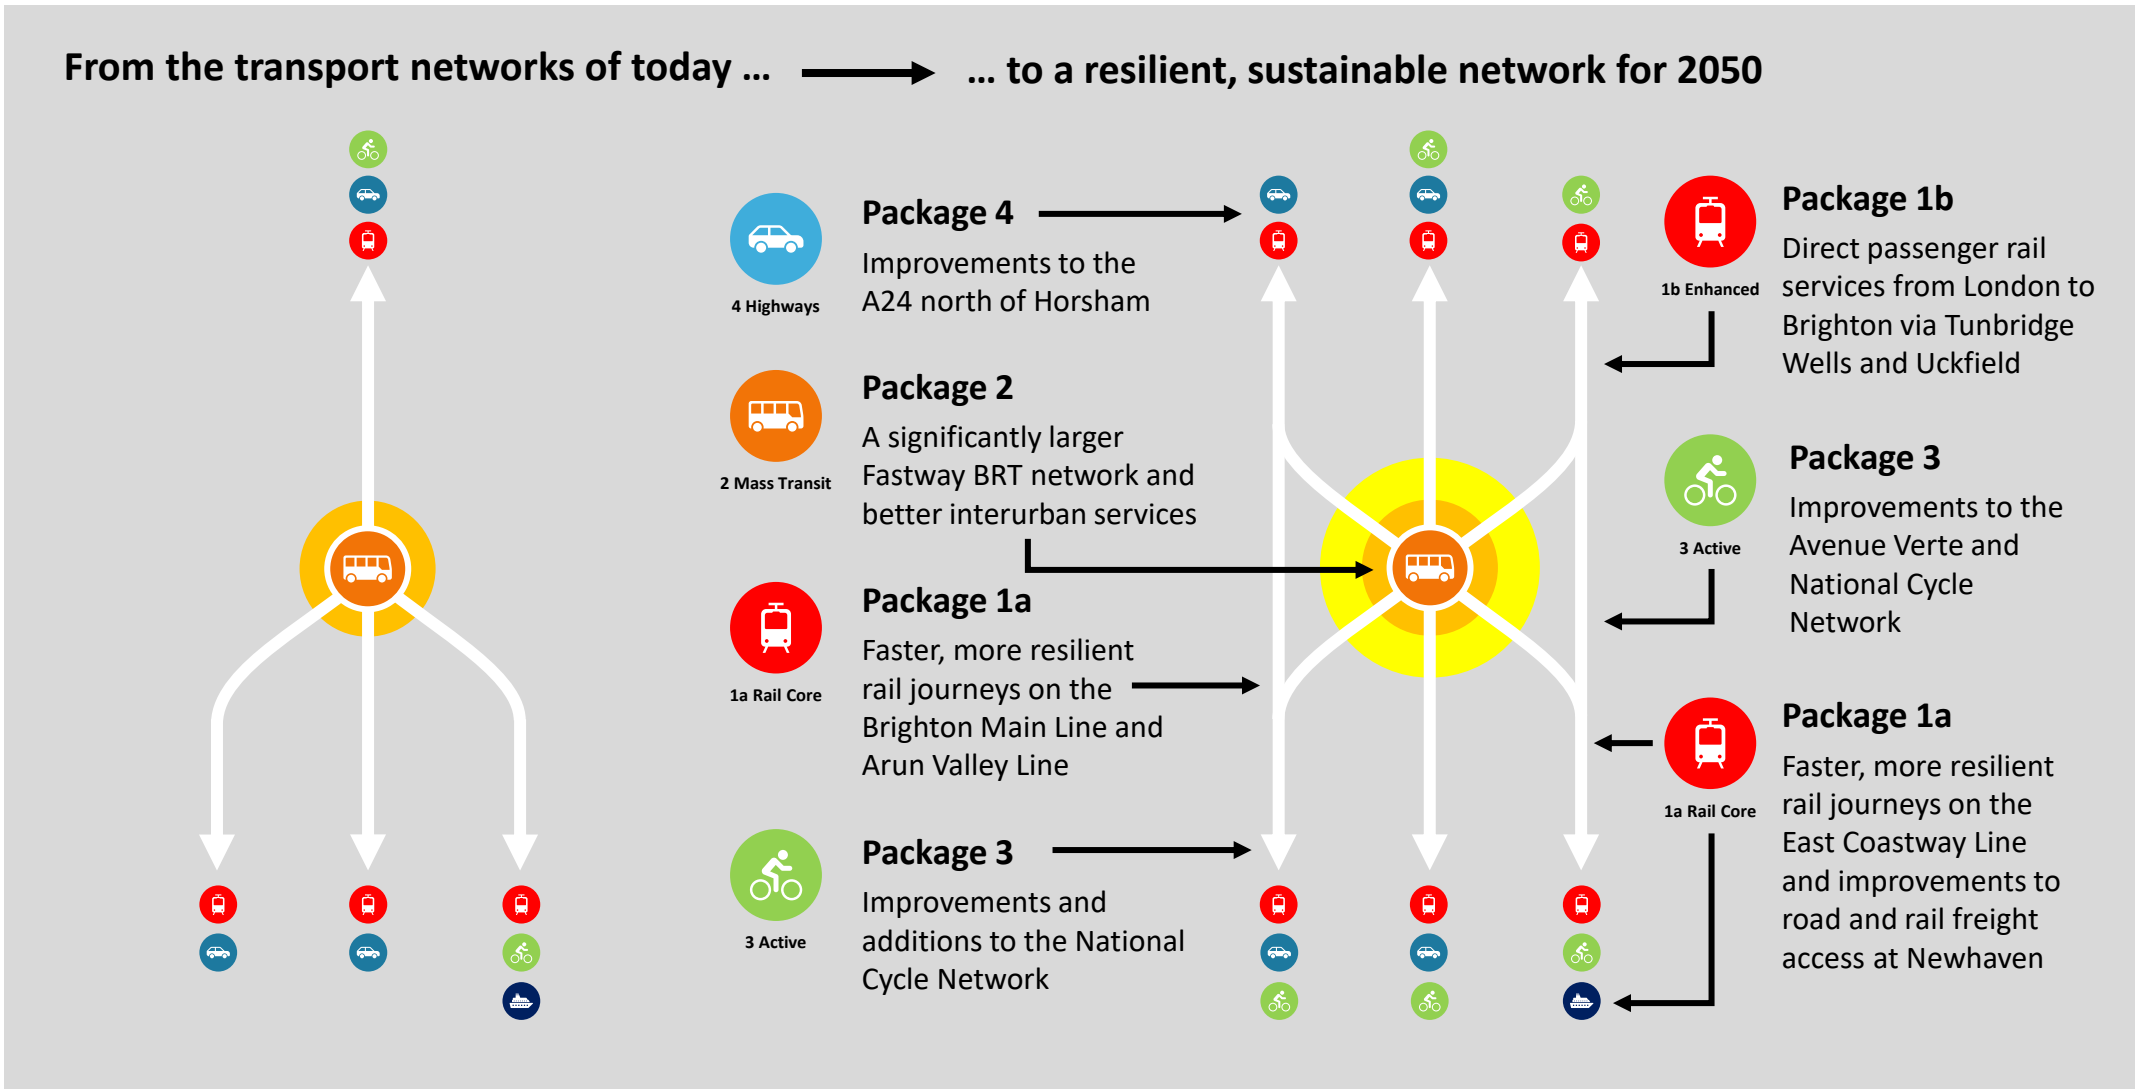 From the transport networks of today ...
... to a resilient, sustainable network for 2050
4 Highways
Package 4
Improvements to the
A24 north of Horsham
2 Mass Transit
Package 2
A significantly larger
Fastway BRT network and
better interurban services
1a Rail Core
Package 1a
Faster, more resilient
rail journeys on the
Brighton Main Line and
Arun Valley Line
3 Active
Package 3
Improvements and
additions to the National
Cycle Network
1b Enhanced
Package 1b
Direct passenger rail
services from London to
Brighton via Tunbridge
Wells and Uckfield
3 Active
Package 3
Improvements to the
Avenue Verte and
National Cycle
Network
1a Rail Core
Package 1a
Faster, more resilient
rail journeys on the
East Coastway Line
and improvements to
road and rail freight
access at Newhaven